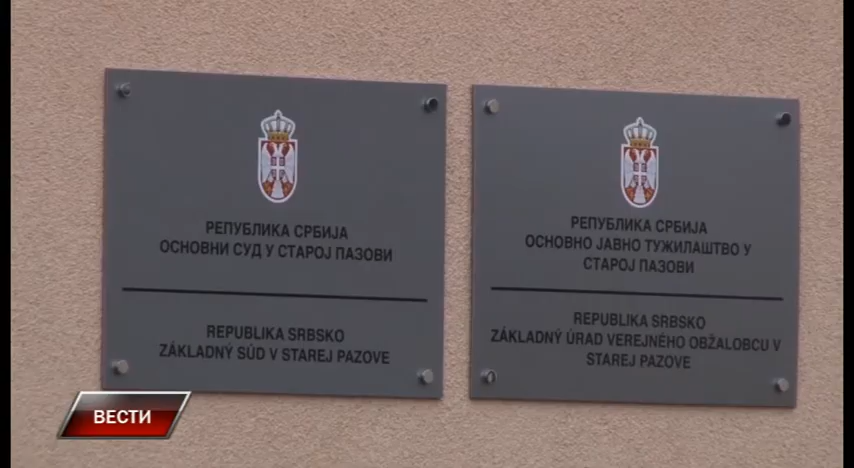 РЕПУБЛИКА СРБИЈА
ОСНОВНИ СУД У СТАРОЈ ПАЗОВИ
REPUBLIKA SRBSKO
ZÁKLADNÝ SÚD V STAREJ PAZOVE
РЕПУБЛИКА СРБИЈА
ОСНОВНО ЈАВНО ТУЖИЛАШТВО У
СТАРОЈ ПАЗОВИ
REPUBLIKA SRBSKO
ZÁKLADNÝ ÚRAD VEREJNÉHO OBŽALOBCU V
STAREJ PAZOVE
ВЕСТИ